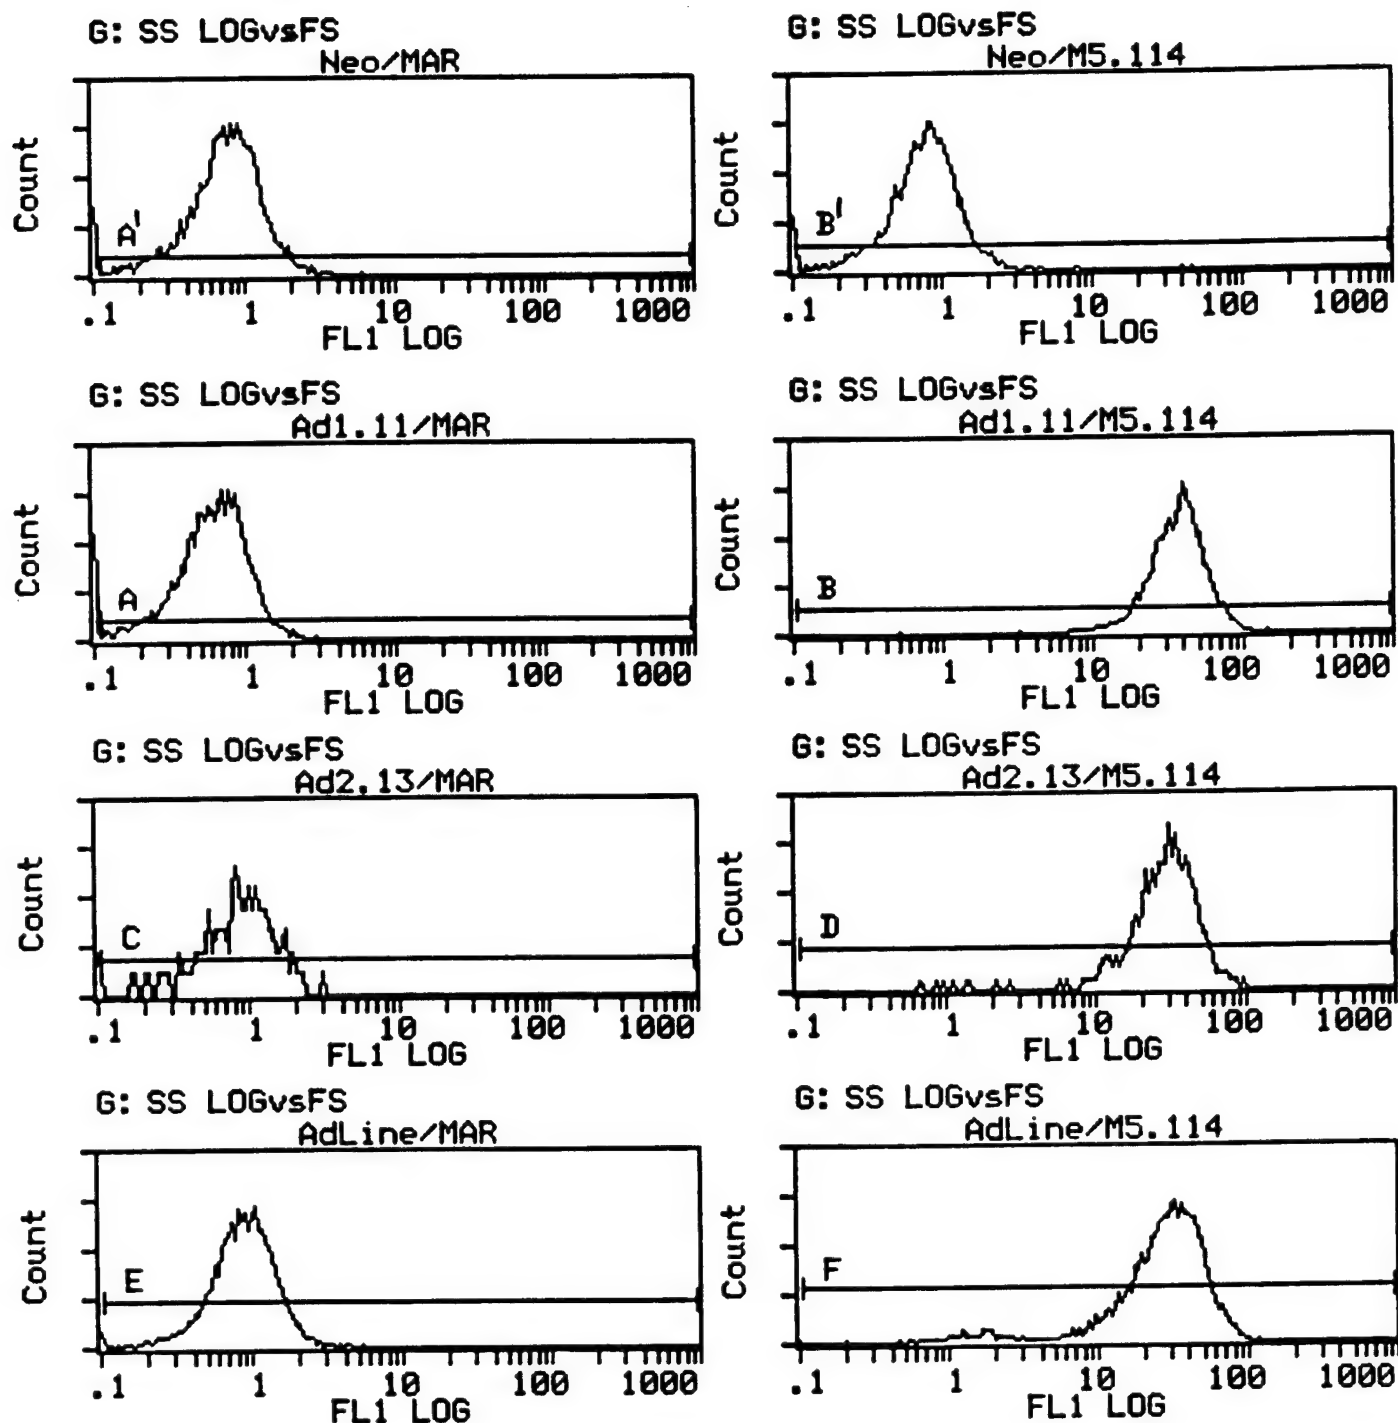 G: SS LOGvsFS
Neo/MAR
Count
A'
.1 1 10 100 1000
FL1 LOG
G: SS LOGvsFS
Neo/M5.114
Count
B'
.1 1 10 100 1000
FL1 LOG
G: SS LOGvsFS
Ad1.11/MAR
Count
A
.1 1 10 100 1000
FL1 LOG
G: SS LOGvsFS
Ad1.11/M5.114
Count
B
.1 1 10 100 1000
FL1 LOG
G: SS LOGvsFS
Ad2.13/MAR
Count
C
.1 1 10 100 1000
FL1 LOG
G: SS LOGvsFS
Ad2.13/M5.114
Count
D
.1 1 10 100 1000
FL1 LOG
G: SS LOGvsFS
AdLine/MAR
Count
E
.1 1 10 100 1000
FL1 LOG
G: SS LOGvsFS
AdLine/M5.114
Count
F
.1 1 10 100 1000
FL1 LOG